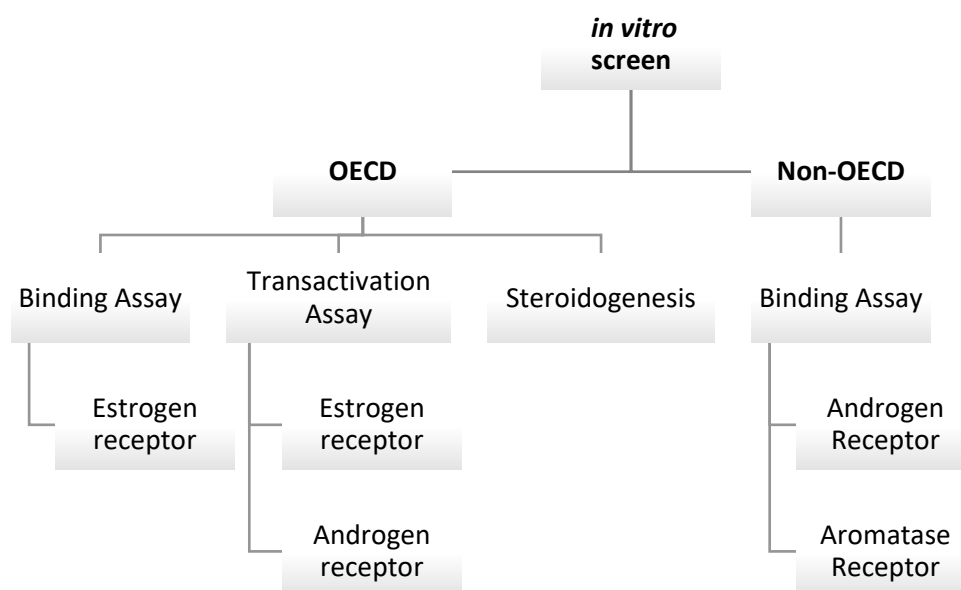 in vitro
screen
OECD
Non-OECD
Binding Assay
Transactivation
Assay
Steroidogenesis
Binding Assay
Estrogen
receptor
Estrogen
receptor
Androgen
Receptor
Androgen
receptor
Aromatase
Receptor